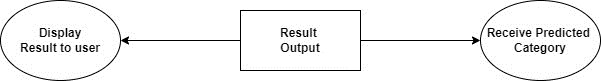 Display
Result to user
Result
Output
Receive Predicted
Category